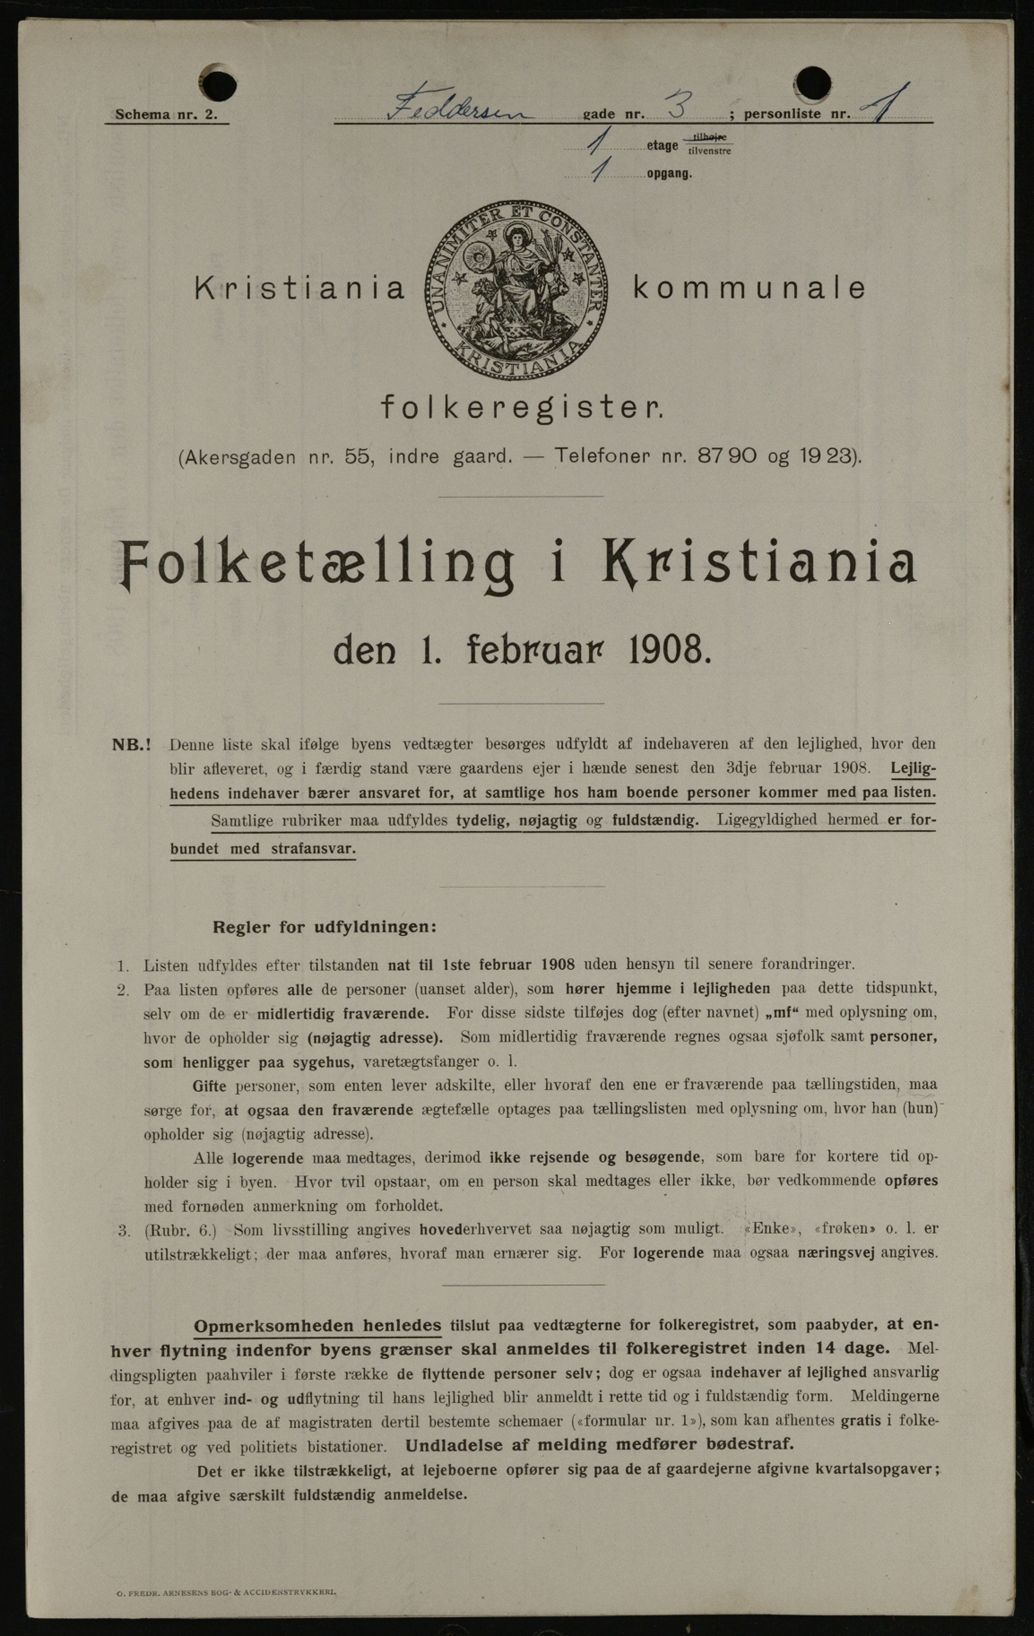 Schema nr. 2.
Feddersen gade nr. 3 ; personliste nr. 1
1 etage tilhøjre tilvenstre
1 opgang.
UNANIMITER ET CONSTANTER
KRISTIANIA
Kristiania kommunale
folkeregister.
(Akersgaden nr. 55, indre gaard. — Telefoner nr. 8790 og 1923).
Folketælling i Kristiania
den 1. februar 1908.
NB.! Denne liste skal ifølge byens vedtægter besørges udfyldt af indehaveren af den lejlighed, hvor den
blir afleveret, og i færdig stand være gaardens ejer i hænde senest den 3dje februar 1908. Lejlig-
hedens indehaver bærer ansvaret for, at samtlige hos ham boende personer kommer med paa listen.
Samtlige rubriker maa udfyldes tydelig, nøjagtig og fuldstændig. Ligegyldighed hermed er for-
bundet med strafansvar.
Regler for udfyldningen:
1. Listen udfyldes efter tilstanden nat til 1ste februar 1908 uden hensyn til senere forandringer.
2. Paa listen opføres alle de personer (uanset alder), som hører hjemme i lejligheden paa dette tidspunkt,
selv om de er midlertidig fraværende. For disse sidste tilføjes dog (efter navnet) „mf“ med oplysning om,
hvor de opholder sig (nøjagtig adresse). Som midlertidig fraværende regnes ogsaa sjøfolk samt personer,
som henligger paa sygehus, varetægtsfanger o. l.
Gifte personer, som enten lever adskilte, eller hvoraf den ene er fraværende paa tællingstiden, maa
sørge for, at ogsaa den fraværende ægtefælle optages paa tællingslisten med oplysning om, hvor han (hun)
opholder sig (nøjagtig adresse).
Alle logerende maa medtages, derimod ikke rejsende og besøgende, som bare for kortere tid op-
holder sig i byen. Hvor tvil opstaar, om en person skal medtages eller ikke, bør vedkommende opføres
med fornøden anmerkning om forholdet.
3. (Rubr. 6.) Som livsstilling angives hovederhvervet saa nøjagtig som muligt. «Enke», «frøken» o. l. er
utilstrækkeligt; der maa anføres, hvoraf man ernærer sig. For logerende maa ogsaa næringsvej angives.
Opmerksomheden henledes tilslut paa vedtægterne for folkeregistret, som paabyder, at en-
hver flytning indenfor byens grænser skal anmeldes til folkeregistret inden 14 dage. Mel-
dingspligten paahviler i første række de flyttende personer selv; dog er ogsaa indehaver af lejlighed ansvarlig
for, at enhver ind- og udflytning til hans lejlighed blir anmeldt i rette tid og i fuldstændig form. Meldingerne
maa afgives paa de af magistraten dertil bestemte schemaer («formular nr. 1»), som kan afhentes gratis i folke-
registret og ved politiets bistationer. Undladelse af melding medfører bødestraf.
Det er ikke tilstrækkeligt, at lejeboerne opfører sig paa de af gaardejerne afgivne kvartalsopgaver;
de maa afgive særskilt fuldstændig anmeldelse.
O. FREDR. ARNESENS BOG- & ACCIDENSTRYKKERI.